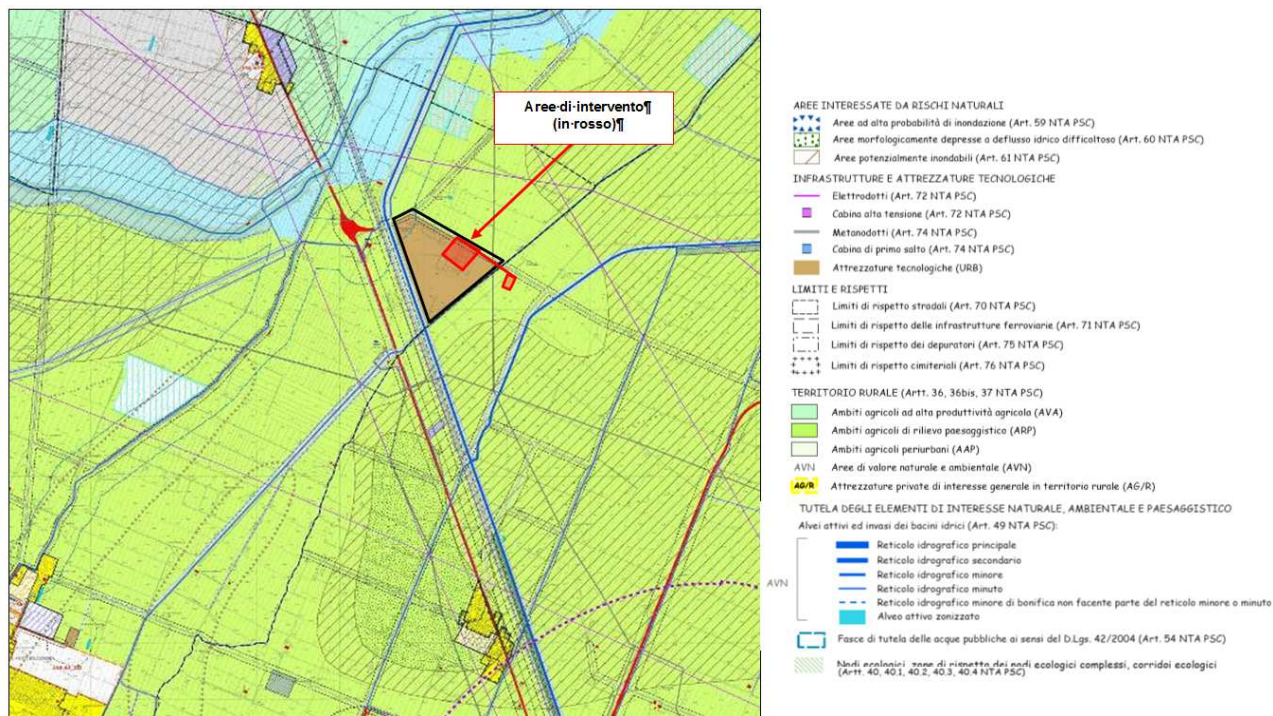 Aree·di·intervento¶
(in·rosso)¶
AREE INTERESSATE DA RISCHI NATURALI
Aree ad alta probabilità di inondazione (Art. 59 NTA PSC)
Aree morfologicamente depresse a deflusso idrico difficoltoso (Art. 60 NTA PSC)
Aree potenzialmente inondabili (Art. 61 NTA PSC)
INFRASTRUTTURE E ATTREZZATURE TECNOLOGICHE
Elettrodotti (Art. 72 NTA PSC)
Cabina alta tensione (Art. 72 NTA PSC)
Metanodotti (Art. 74 NTA PSC)
Cabina di primo salto (Art. 74 NTA PSC)
Attrezzature tecnologiche (URB)
LIMITI E RISPETTI
Limiti di rispetto stradali (Art. 70 NTA PSC)
Limiti di rispetto delle infrastrutture ferroviarie (Art. 71 NTA PSC)
Limiti di rispetto dei depuratori (Art. 75 NTA PSC)
Limiti di rispetto cimiteriali (Art. 76 NTA PSC)
TERRITORIO RURALE (Artt. 36, 36bis, 37 NTA PSC)
Ambiti agricoli ad alta produttività agricola (AVA)
Ambiti agricoli di rilievo paesaggistico (ARP)
Ambiti agricoli periurbani (AAP)
AVN Aree di valore naturale e ambientale (AVN)
AG/R Attrezzature private di interesse generale in territorio rurale (AG/R)
TUTELA DEGLI ELEMENTI DI INTERESSE NATURALE, AMBIENTALE E PAESAGGISTICO
Alvei attivi ed invasi dei bacini idrici (Art. 49 NTA PSC):
Reticolo idrografico principale
Reticolo idrografico secondario
Reticolo idrografico minore
AVN
Reticolo idrografico minuto
Reticolo idrografico minore di bonifica non facente parte del reticolo minore o minuto
Alveo attivo zonizzato
Fasce di tutela delle acque pubbliche ai sensi del D.Lgs. 42/2004 (Art. 54 NTA PSC)
Nodi ecologici, zone di rispetto dei nodi ecologici complessi, corridoi ecologici
(Artt. 40, 40.1, 40.2, 40.3, 40.4 NTA PSC)